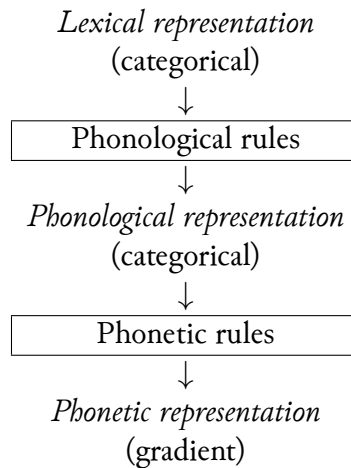 Lexical representation
(categorical)
↓
Phonological rules
↓
Phonological representation
(categorical)
↓
Phonetic rules
↓
Phonetic representation
(gradient)